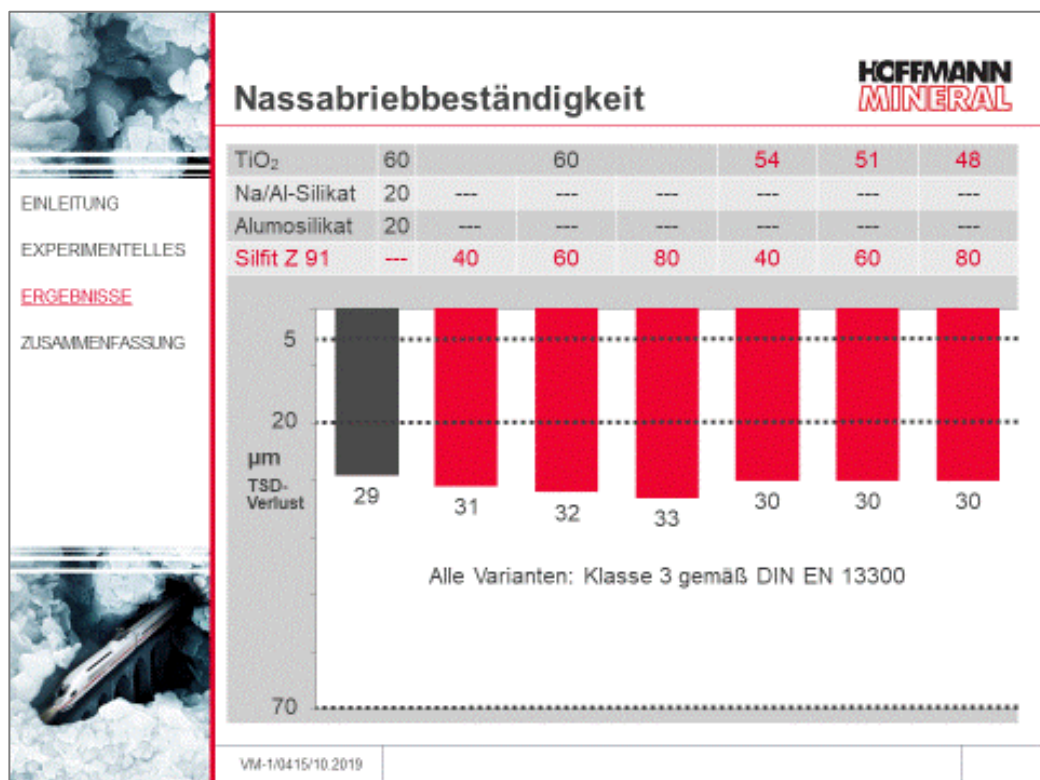 HOFFMANN
MINERAL
Nassabriebbeständigkeit
EINLEITUNG
EXPERIMENTELLES
ERGEBNISSE
ZUSAMMENFASSUNG
TiO₂ 60 60 54 51 48
Na/Al-Silikat 20 --- --- --- --- --- ---
Alumosilikat 20 --- --- --- --- --- ---
Silfit Z 91 --- 40 60 80 40 60 80
5
20
µm
TSD-
Verlust
29 31 32 33 30 30 30
Alle Varianten: Klasse 3 gemäß DIN EN 13300
70
VM-1/0415/10.2019